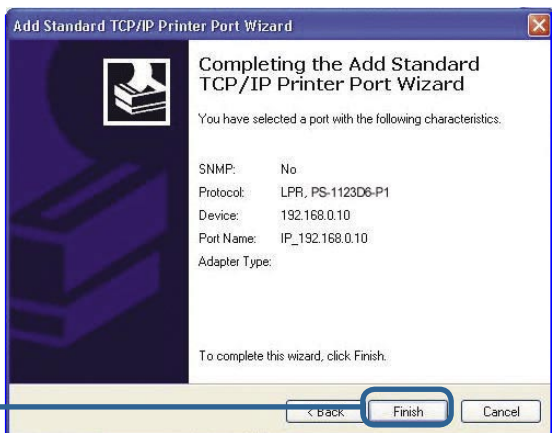 Add Standard TCP/IP Printer Port Wizard
Completing the Add Standard
TCP/IP Printer Port Wizard
You have selected a port with the following characteristics.
SNMP: No
Protocol: LPR, PS-1123D6-P1
Device: 192.168.0.10
Port Name: IP_192.168.0.10
Adapter Type:
To complete this wizard, click Finish.
< Back Finish Cancel